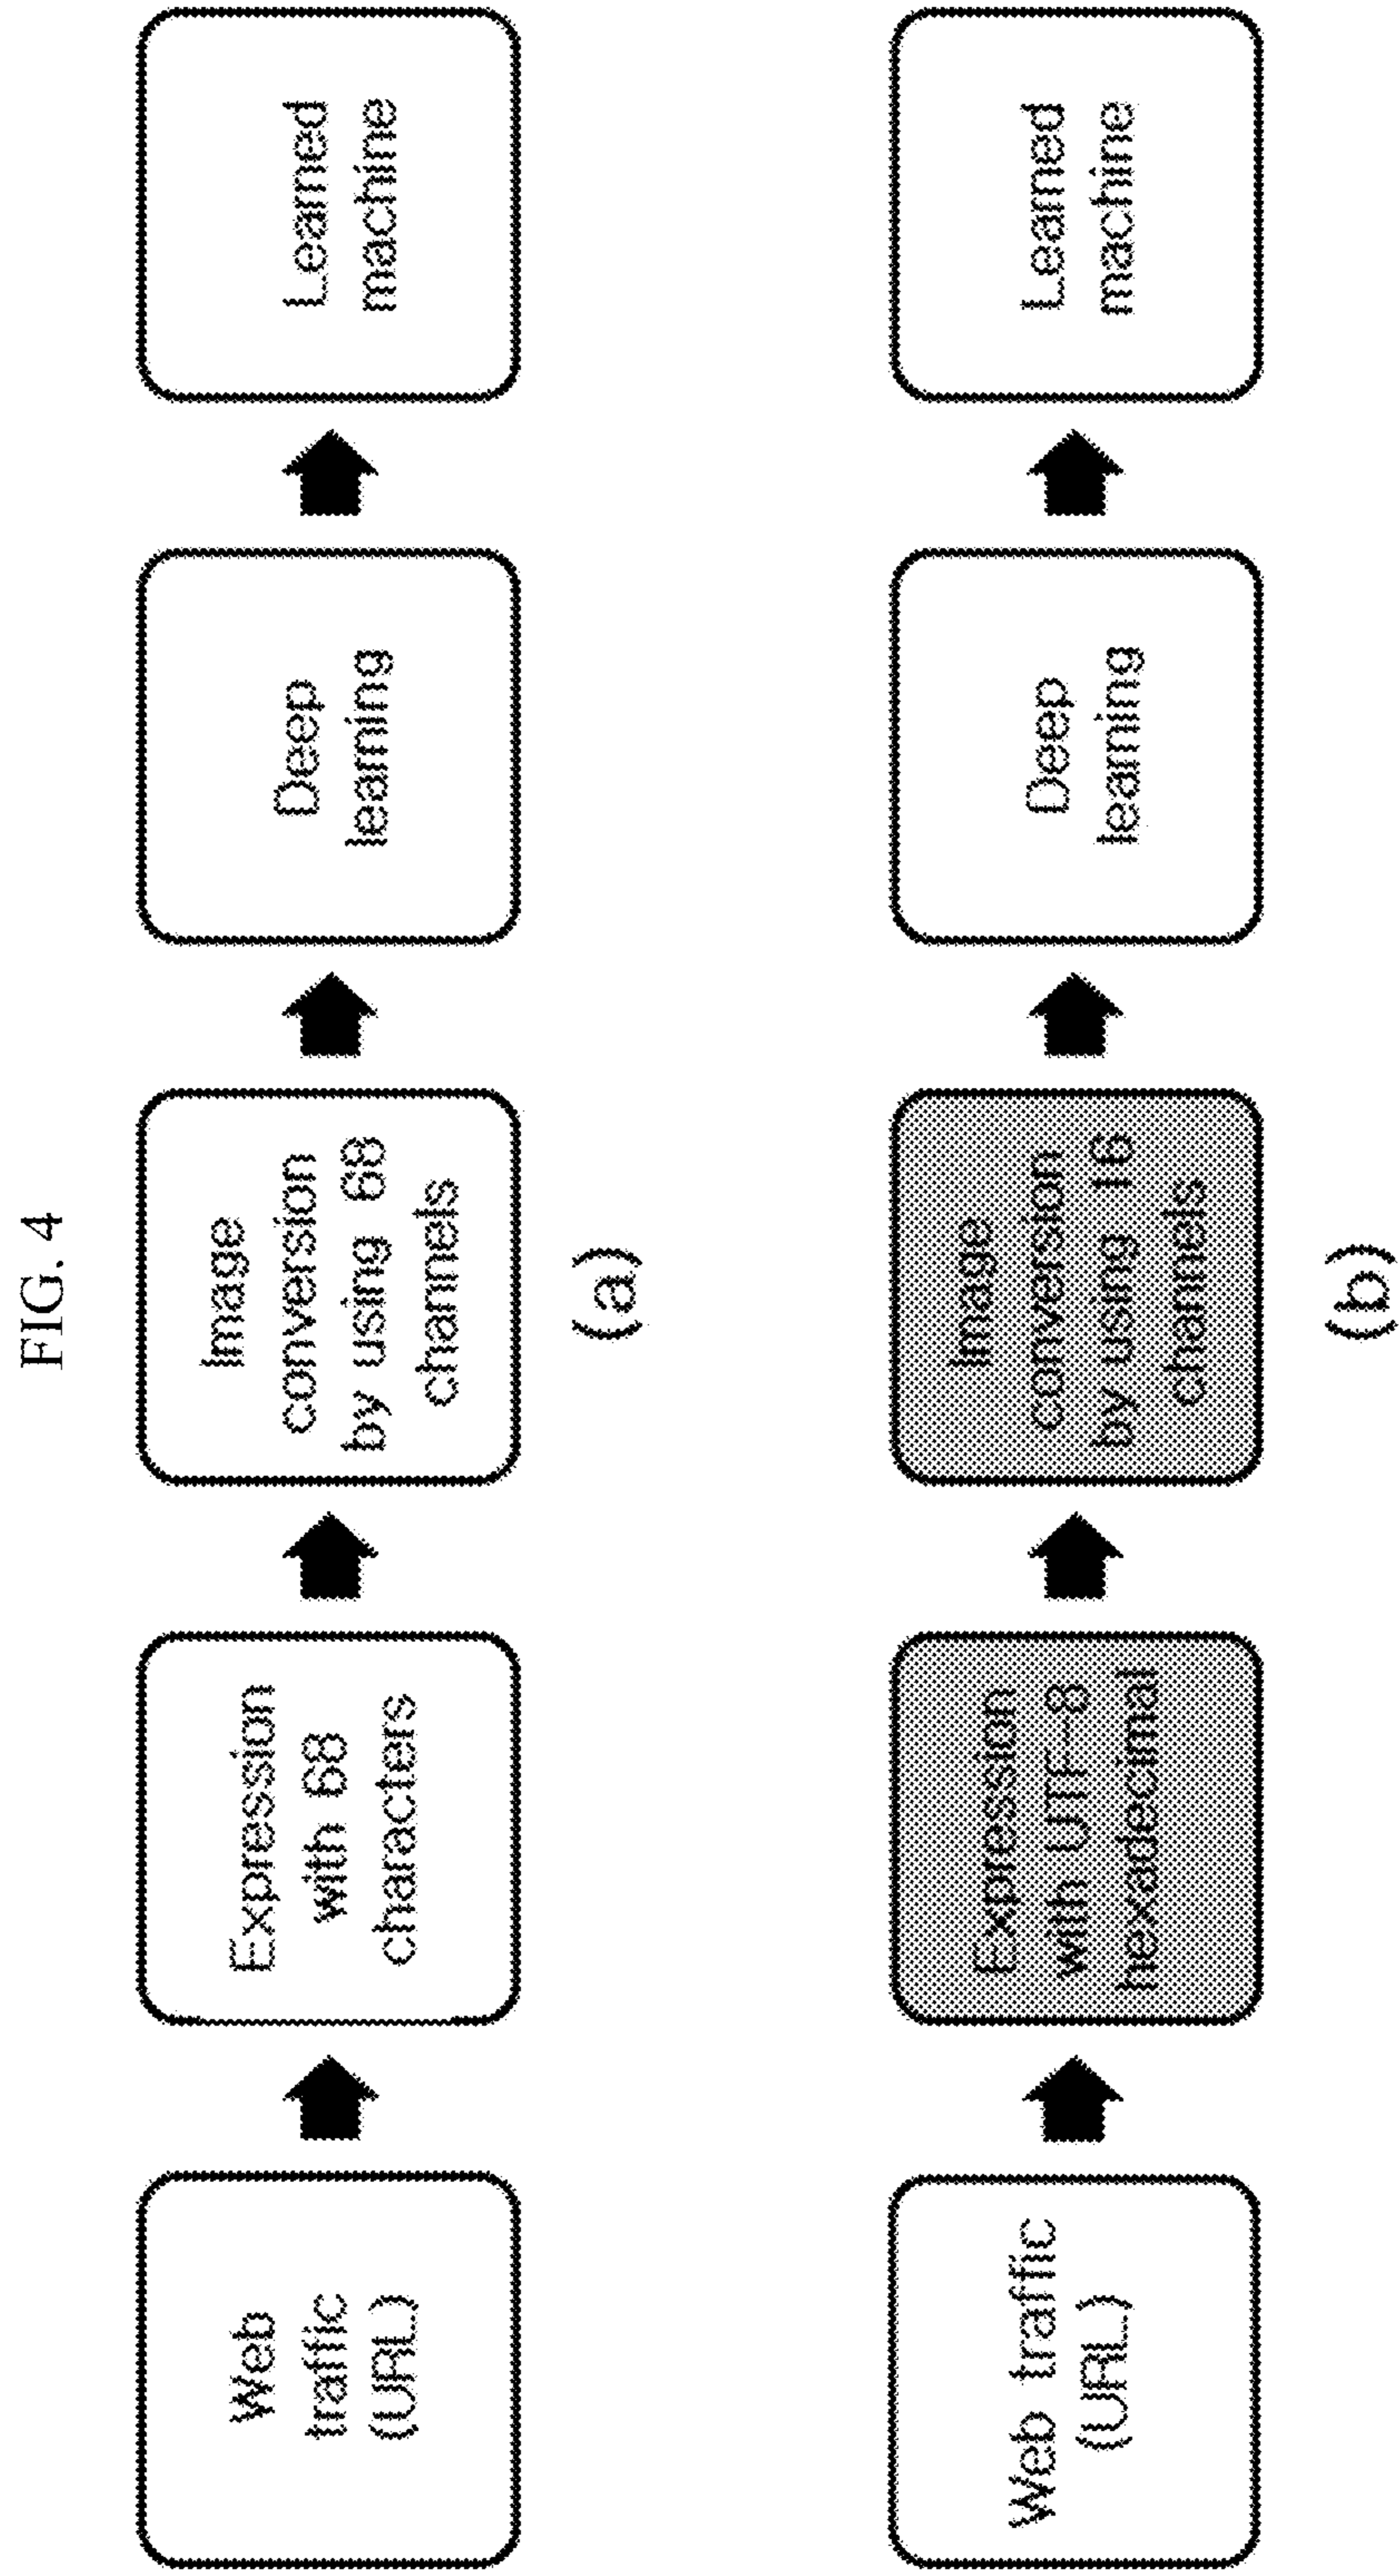 FIG. 4
Web
traffic
(URL)
Expression
with 68
characters
Image
conversion
by using 68
channels
Deep
learning
Learned
machine
(a)
Web traffic
(URL)
Expression
with UTF-8
hexadecimal
Image
conversion
by using 16
channels
Deep
learning
Learned
machine
(b)